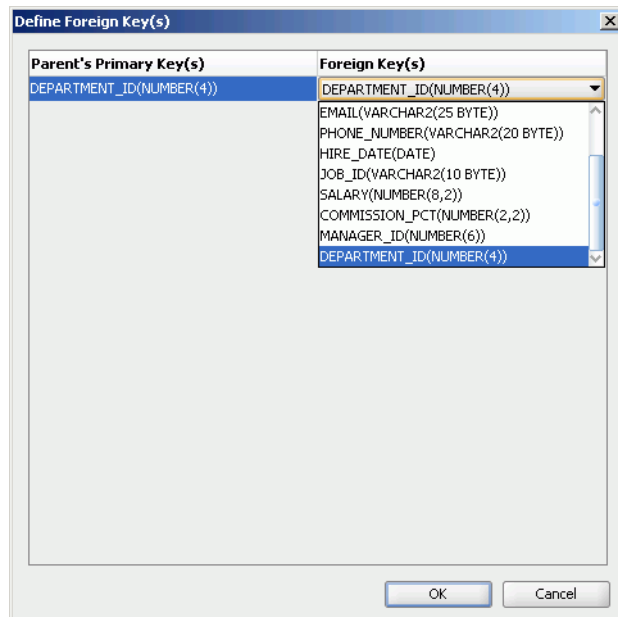 Define Foreign Key(s)
Parent's Primary Key(s) Foreign Key(s)
DEPARTMENT_ID(NUMBER(4)) DEPARTMENT_ID(NUMBER(4))
EMAIL(VARCHAR2(25 BYTE))
PHONE_NUMBER(VARCHAR2(20 BYTE))
HIRE_DATE(DATE)
JOB_ID(VARCHAR2(10 BYTE))
SALARY(NUMBER(8,2))
COMMISSION_PCT(NUMBER(2,2))
MANAGER_ID(NUMBER(6))
DEPARTMENT_ID(NUMBER(4))
OK Cancel